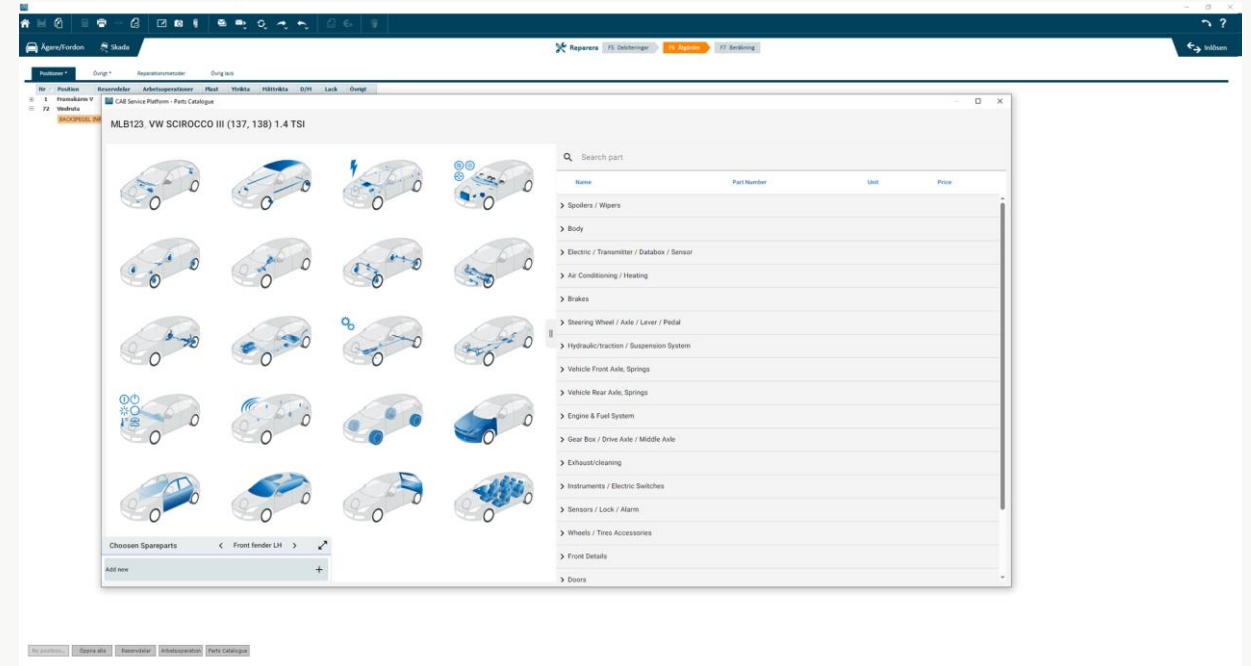 Ägare/Fordon Skada Reparera F5 Debiteringar F6 Åtgärder F7 Beräkning Inlösen
Positioner * Övrigt * Reparationsmetoder Övrig lack
Nr Position Reservdelar Arbetsoperationer Plast Ytrikta Måttrikta D/M Lack Övrigt
1 Framskärm V
72 Vindruta
BACKSPEGEL INR
CAB Service Platform - Parts Catalogue
MLB123, VW SCIROCCO III (137, 138) 1.4 TSI
Search part
Name Part Number Unit Price
Spoilers / Wipers
Body
Electric / Transmitter / Databox / Sensor
Air Conditioning / Heating
Brakes
Steering Wheel / Axle / Lever / Pedal
Hydraulic/traction / Suspension System
Vehicle Front Axle, Springs
Vehicle Rear Axle, Springs
Engine & Fuel System
Gear Box / Drive Axle / Middle Axle
Exhaust/cleaning
Instruments / Electric Switches
Sensors / Lock / Alarm
Wheels / Tires Accessories
Front Details
Doors
Choosen Spareparts Front fender LH
Add new
Öppna alla Reservdelar Arbetsoperation Parts Catalogue